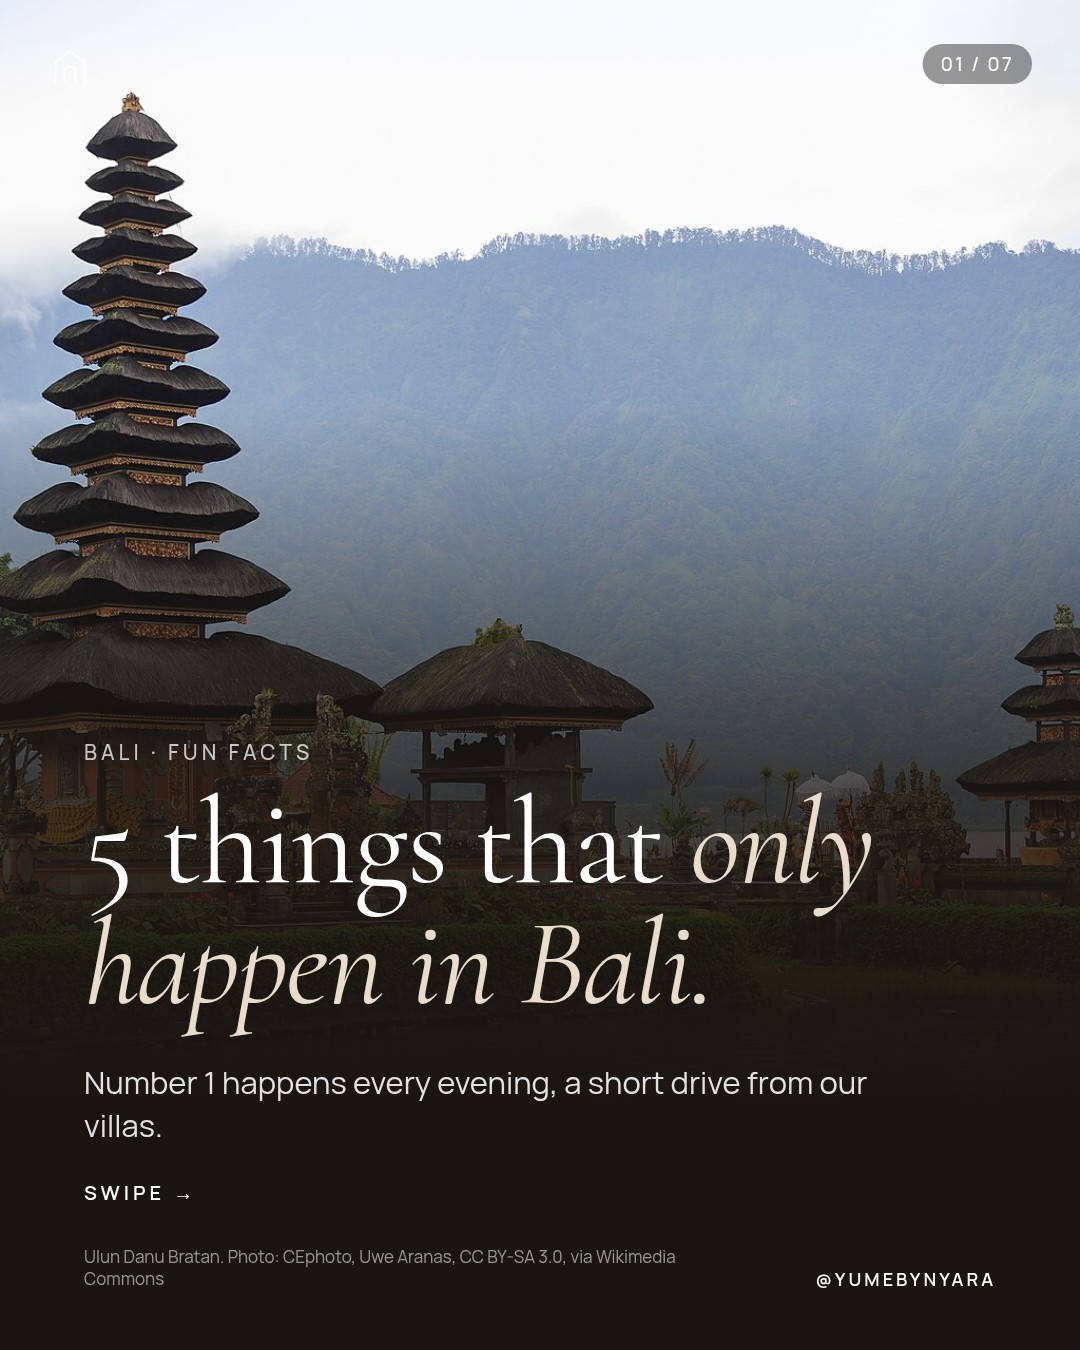 01 / 07
BALI · FUN FACTS
5 things that only
happen in Bali.
Number 1 happens every evening, a short drive from our
villas.
SWIPE →
Ulun Danu Bratan. Photo: CEphoto, Uwe Aranas, CC BY-SA 3.0, via Wikimedia
Commons
@YUMEBYNYARA